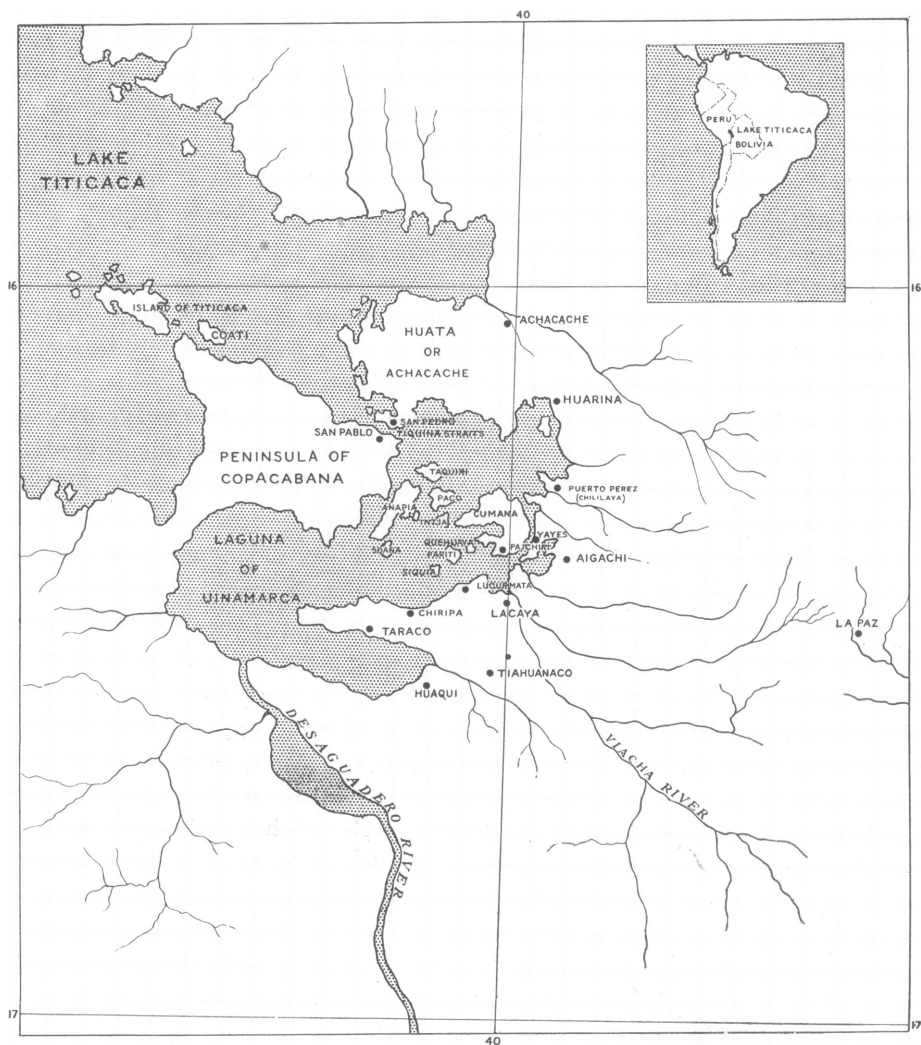 40
PERU
LAKE TITICACA
BOLIVIA
LAKE
TITICACA
16
16
ISLAND OF TITICACA
COATI
HUATA
OR
ACHACACHE
ACHACACHE
HUARINA
SAN PEDRO
SAN PABLO
TIQUINA STRAITS
PENINSULA OF
COPACABANA
TAQUIRI
PUERTO PEREZ
(CHILILAYA)
PACO
ANAPIA
CUMANA
INTJA
LAGUNA
OF
UINAMARCA
YAYES
QUEHUAYA
PAJCHIRI
SUANA
PARITI
AIGACHI
SIQUIA
LUCURMATA
CHIRIPA
LACAYA
LA PAZ
TARACO
TIAHUANACO
HUAQUI
DESAGUADERO
RIVER
VIACHA RIVER
17
17
40